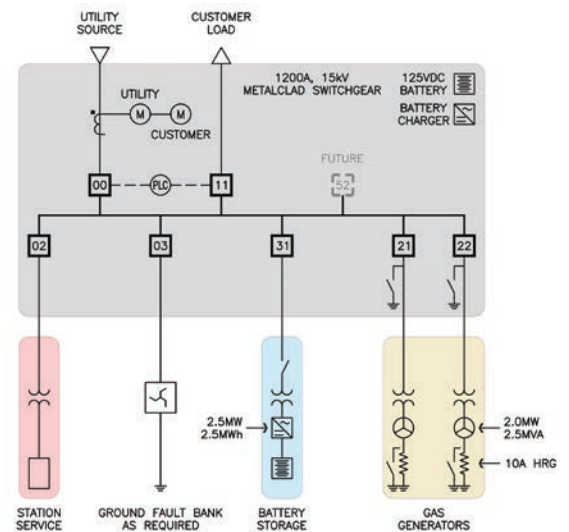 UTILITY
SOURCE
CUSTOMER
LOAD
1200A, 15kV
METALCLAD SWITCHGEAR
125VDC
BATTERY
BATTERY
CHARGER
UTILITY
M
M
CUSTOMER
FUTURE
00
PLC
11
52
02
03
31
21
22
2.5MW
2.5MWh
2.0MW
2.5MVA
10A HRG
STATION
SERVICE
GROUND FAULT BANK
AS REQUIRED
BATTERY
STORAGE
GAS
GENERATORS